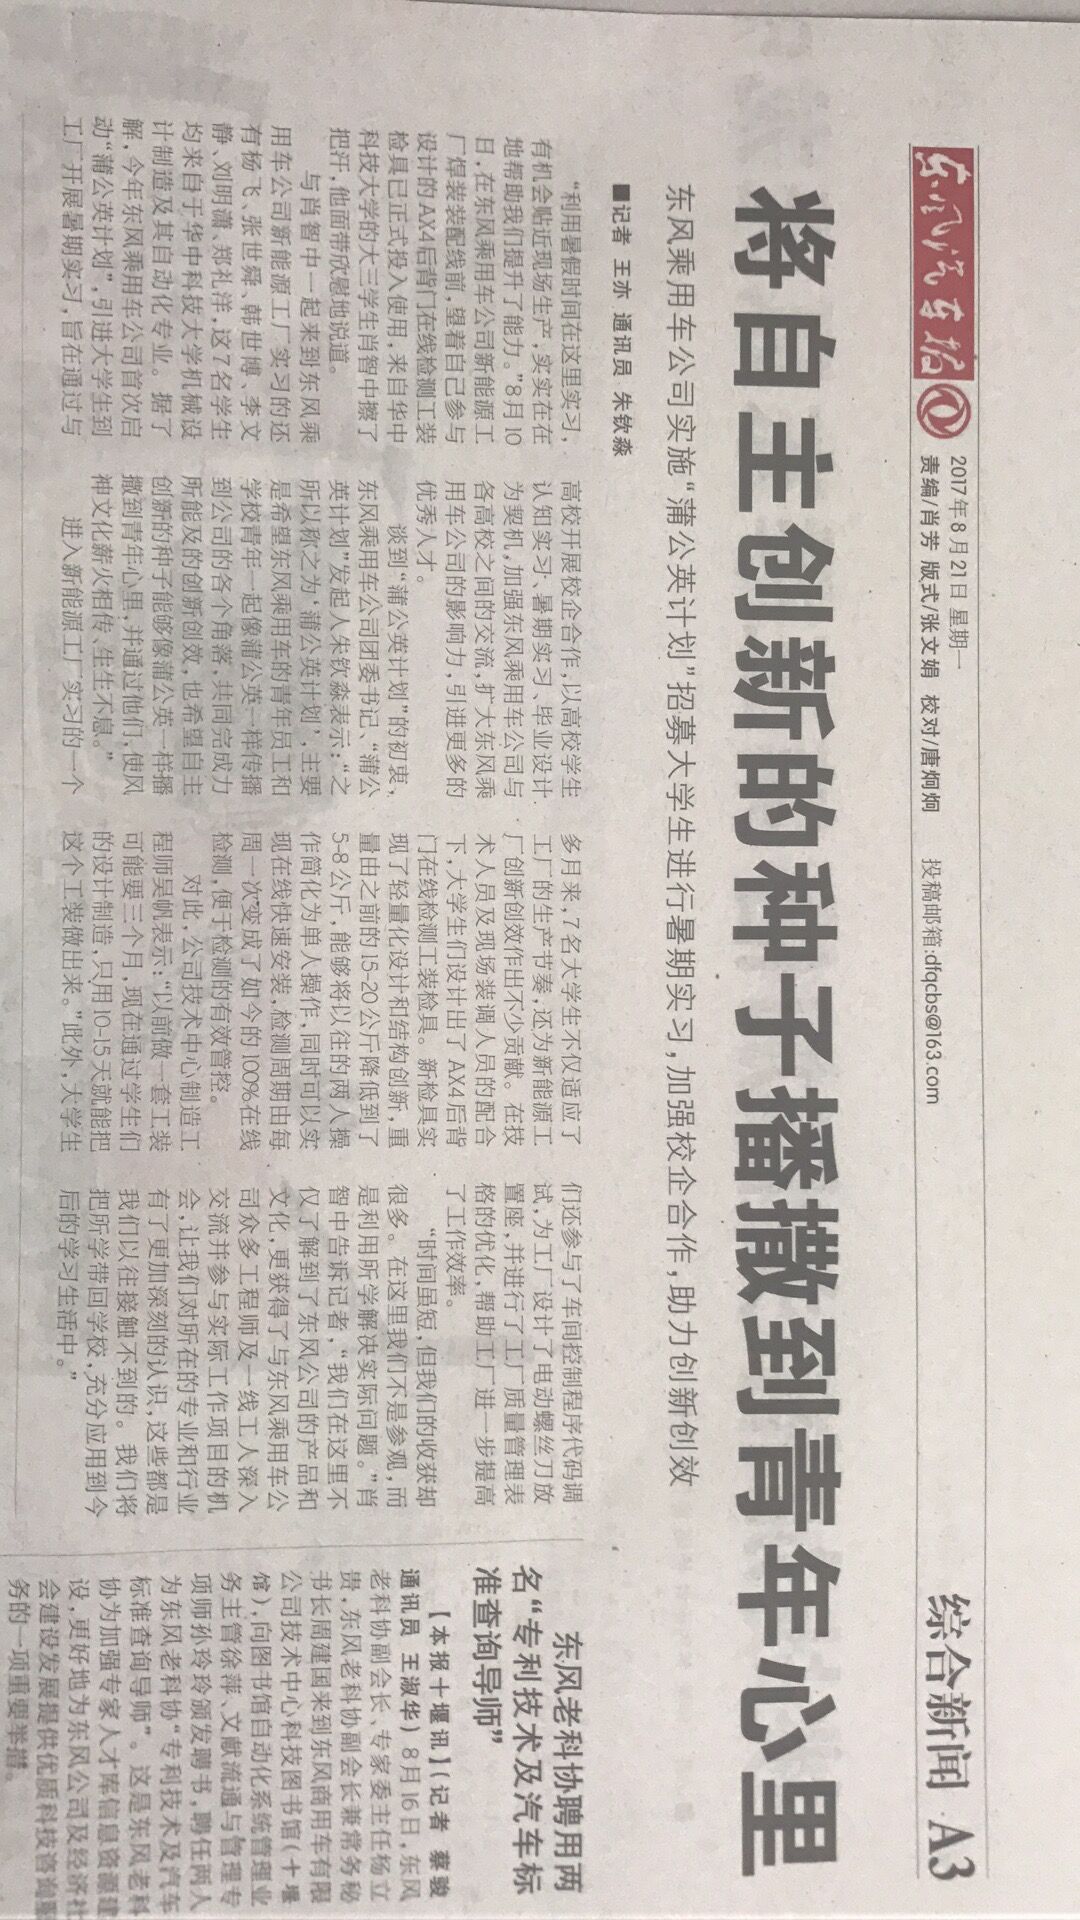 东风汽车报
2017年8月21日 星期一
责编/肖芳 版式/张文娟 校对/唐炯炯
投稿邮箱:dfqcbs@163.com
综合新闻 A3
将自主创新的种子播撒到青年心里
东风乘用车公司实施“蒲公英计划”招募大学生进行暑期实习,加强校企合作,助力创新创效
■记者 王亦 通讯员 朱钦淼
“利用暑假时间在这里实习,
有机会贴近现场生产,实实在在
地帮助我们提升了能力。”8月10
日,在东风乘用车公司新能源工
厂焊装装配线前,望着自己参与
设计的AX4后背门在线检测工装
检具已正式投入使用,来自华中
科技大学的大三学生肖智中擦了
把汗,他面带欣慰地说道。
与肖智中一起来到东风乘
用车公司新能源工厂实习的还
有杨飞、张世舜、韩世博、李文
静、刘明潇、郑礼洋,这7名学生
均来自于华中科技大学机械设
计制造及其自动化专业。据了
解,今年东风乘用车公司首次启
动“蒲公英计划”,引进大学生到
工厂开展暑期实习,旨在通过与
高校开展校企合作,以高校学生
认知实习、暑期实习、毕业设计
为契机,加强东风乘用车公司与
各高校之间的交流,扩大东风乘
用车公司的影响力,引进更多的
优秀人才。
谈到“蒲公英计划”的初衷,
东风乘用车公司团委书记、“蒲公
英计划”发起人朱钦淼表示:“之
所以称之为‘蒲公英计划’,主要
是希望东风乘用车的青年员工和
学校青年一起像蒲公英一样传播
到公司的各个角落,共同完成力
所能及的创新创效,也希望自主
创新的种子能够像蒲公英一样播
撒到青年心里,并通过他们,使风
神文化薪火相传、生生不息。”
进入新能源工厂实习的一个
多月来,7名大学生不仅适应了
工厂的生产节奏,还为新能源工
厂创新创效作出不少贡献。在技
术人员及现场装调人员的配合
下,大学生们设计出了AX4后背
门在线检测工装检具。新检具实
现了轻量化设计和结构创新,重
量由之前的15-20公斤降低到了
5-8公斤,能够将以往的两人操
作简化为单人操作,同时可以实
现在线快速安装,检测周期由每
周一次变成了如今的100%在线
检测,便于检测的有效管控。
对此,公司技术中心制造工
程师吴帆表示:“以前做一套工装
可能要三个月,现在通过学生们
的设计制造,只用10-15天就能把
这个工装做出来。”此外,大学生
们还参与了车间控制程序代码调
试,为工厂设计了电动螺丝刀放
置座,并进行了工厂质量管理表
格的优化,帮助工厂进一步提高
了工作效率。
“时间虽短,但我们的收获却
很多。在这里我们不是参观,而
是利用所学解决实际问题。”肖
智中告诉记者,“我们在这里不
仅了解到了东风公司的产品和
文化,更获得了与东风乘用车公
司众多工程师及一线工人深入
交流并参与实际工作项目的机
会,让我们对所在的专业和行业
有了更加深刻的认识,这些都是
我们以往接触不到的。我们将
把所学带回学校,充分应用到今
后的学习生活中。”
东风老科协聘用两
名“专利技术及汽车标
准查询导师”
【本报十堰讯】(记者 蔡骏
通讯员 王淑华)8月16日,东风
老科协副会长、专家委主任杨立
贵,东风老科协副会长兼常务秘
书长周建国来到东风商用车有限
公司技术中心科技图书馆(十堰
馆),向图书馆自动化系统管理业
务主管徐萍、文献流通与管理专
项师孙玲玲颁发聘书,聘任两人
为东风老科协“专利技术及汽车
标准查询导师”。这是东风老科
协为加强专家人才库信息资源建
设,更好地为东风公司及经济社
会建设发展提供优质科技咨询服
务的一项重要举措。